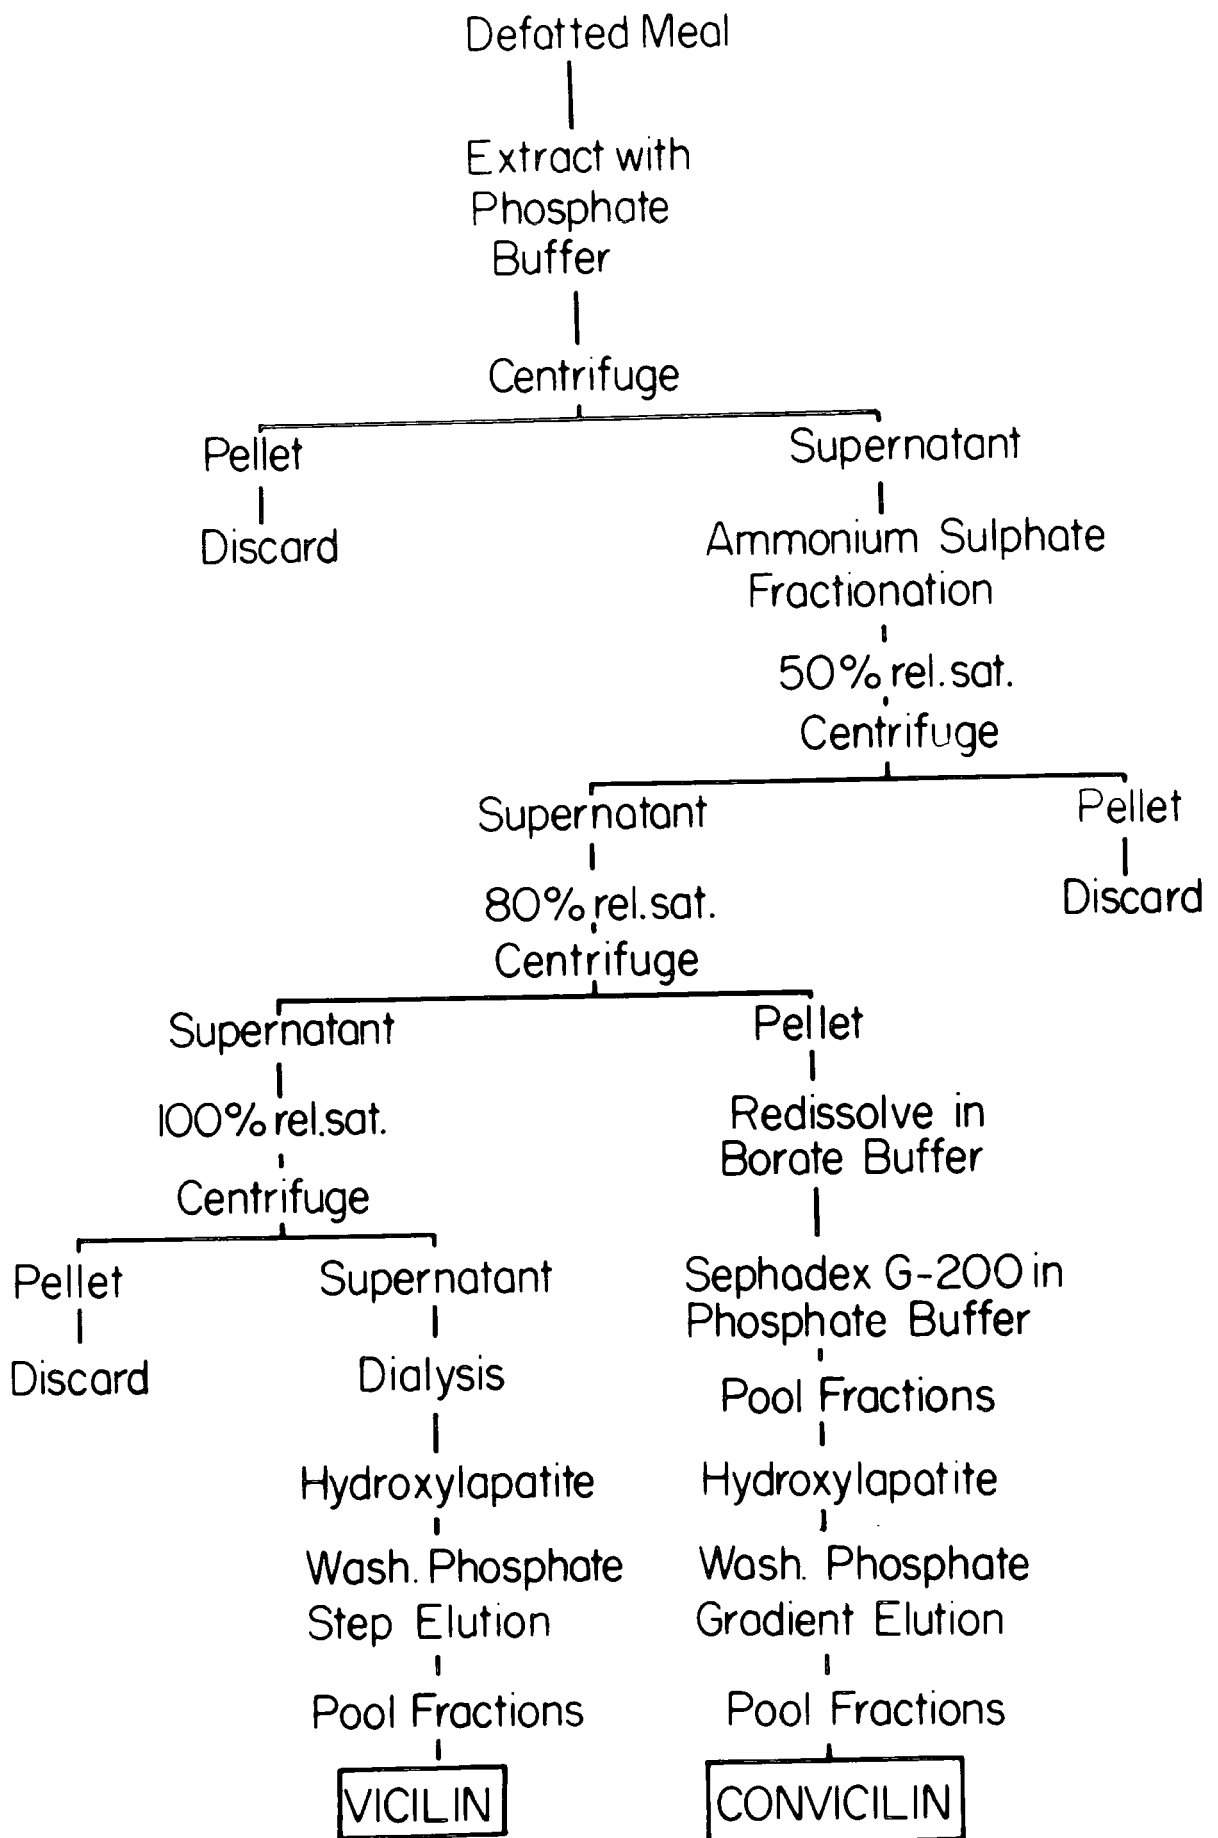 Defatted Meal
Extract with
Phosphate
Buffer
Centrifuge
Pellet
Supernatant
Discard
Ammonium Sulphate
Fractionation
50% rel. sat.
Centrifuge
Supernatant
Pellet
80% rel. sat.
Discard
Centrifuge
Supernatant
Pellet
100% rel. sat.
Redissolve in
Borate Buffer
Centrifuge
Pellet
Supernatant
Sephadex G-200 in
Phosphate Buffer
Discard
Dialysis
Pool Fractions
Hydroxylapatite
Hydroxylapatite
Wash. Phosphate
Step Elution
Wash. Phosphate
Gradient Elution
Pool Fractions
Pool Fractions
VICILIN
CONVICILIN